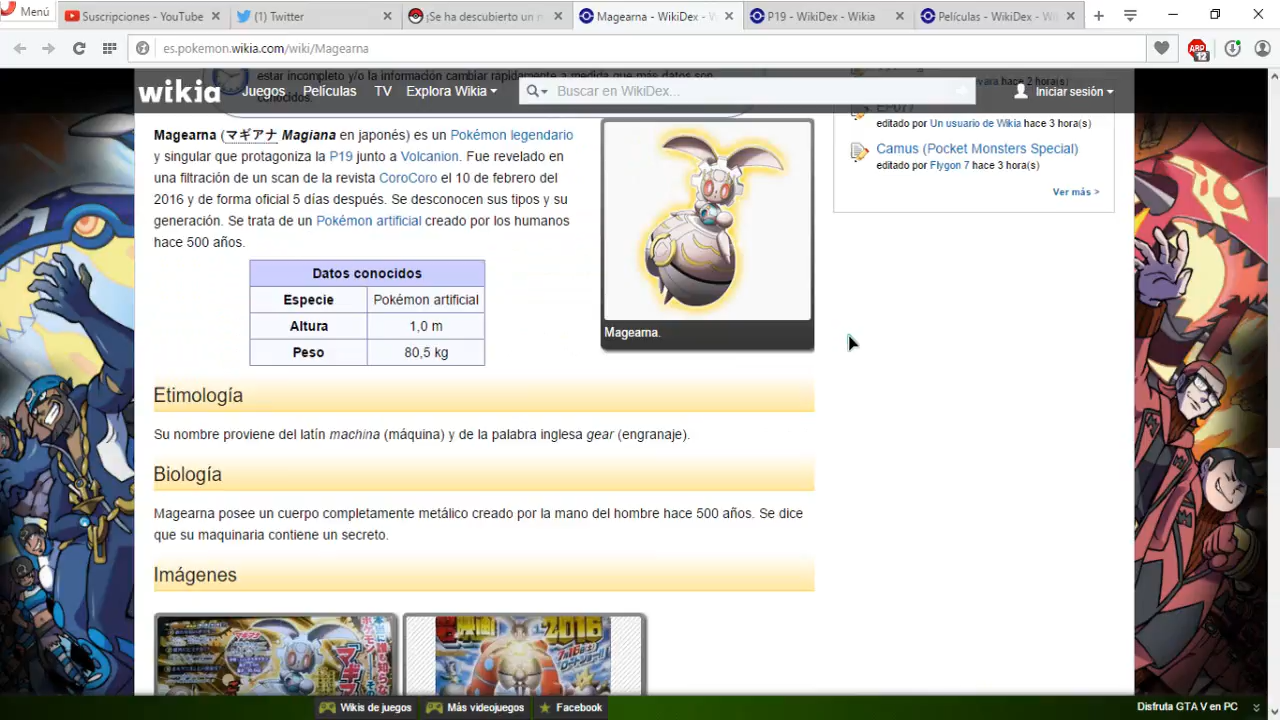 Menú
Suscripciones - YouTube
(1) Twitter
¡Se ha descubierto un n
Magearna - WikiDex - W
P19 - WikiDex - Wikia
Películas - WikiDex - Wi
es.pokemon.wikia.com/wiki/Magearna
ABP
12
estar incompleto y/o la información cambiar rápidamente a medida que más datos son
conocidos.
wikia
Juegos
Películas
TV
Explora Wikia
Buscar en WikiDex...
Iniciar sesión
hace 2 hora(s)
EP077
editado por Un usuario de Wikia hace 3 hora(s)
Camus (Pocket Monsters Special)
editado por Flygon 7 hace 3 hora(s)
Ver más >
Magearna (マギアナ Magiana en japonés) es un Pokémon legendario
y singular que protagoniza la P19 junto a Volcanion. Fue revelado en
una filtración de un scan de la revista CoroCoro el 10 de febrero del
2016 y de forma oficial 5 días después. Se desconocen sus tipos y su
generación. Se trata de un Pokémon artificial creado por los humanos
hace 500 años.
Magearna.
Datos conocidos
Especie Pokémon artificial
Altura 1,0 m
Peso 80,5 kg
Etimología
Su nombre proviene del latín machina (máquina) y de la palabra inglesa gear (engranaje).
Biología
Magearna posee un cuerpo completamente metálico creado por la mano del hombre hace 500 años. Se dice
que su maquinaria contiene un secreto.
Imágenes
2016
Wikis de juegos
Más videojuegos
Facebook
Disfruta GTA V en PC